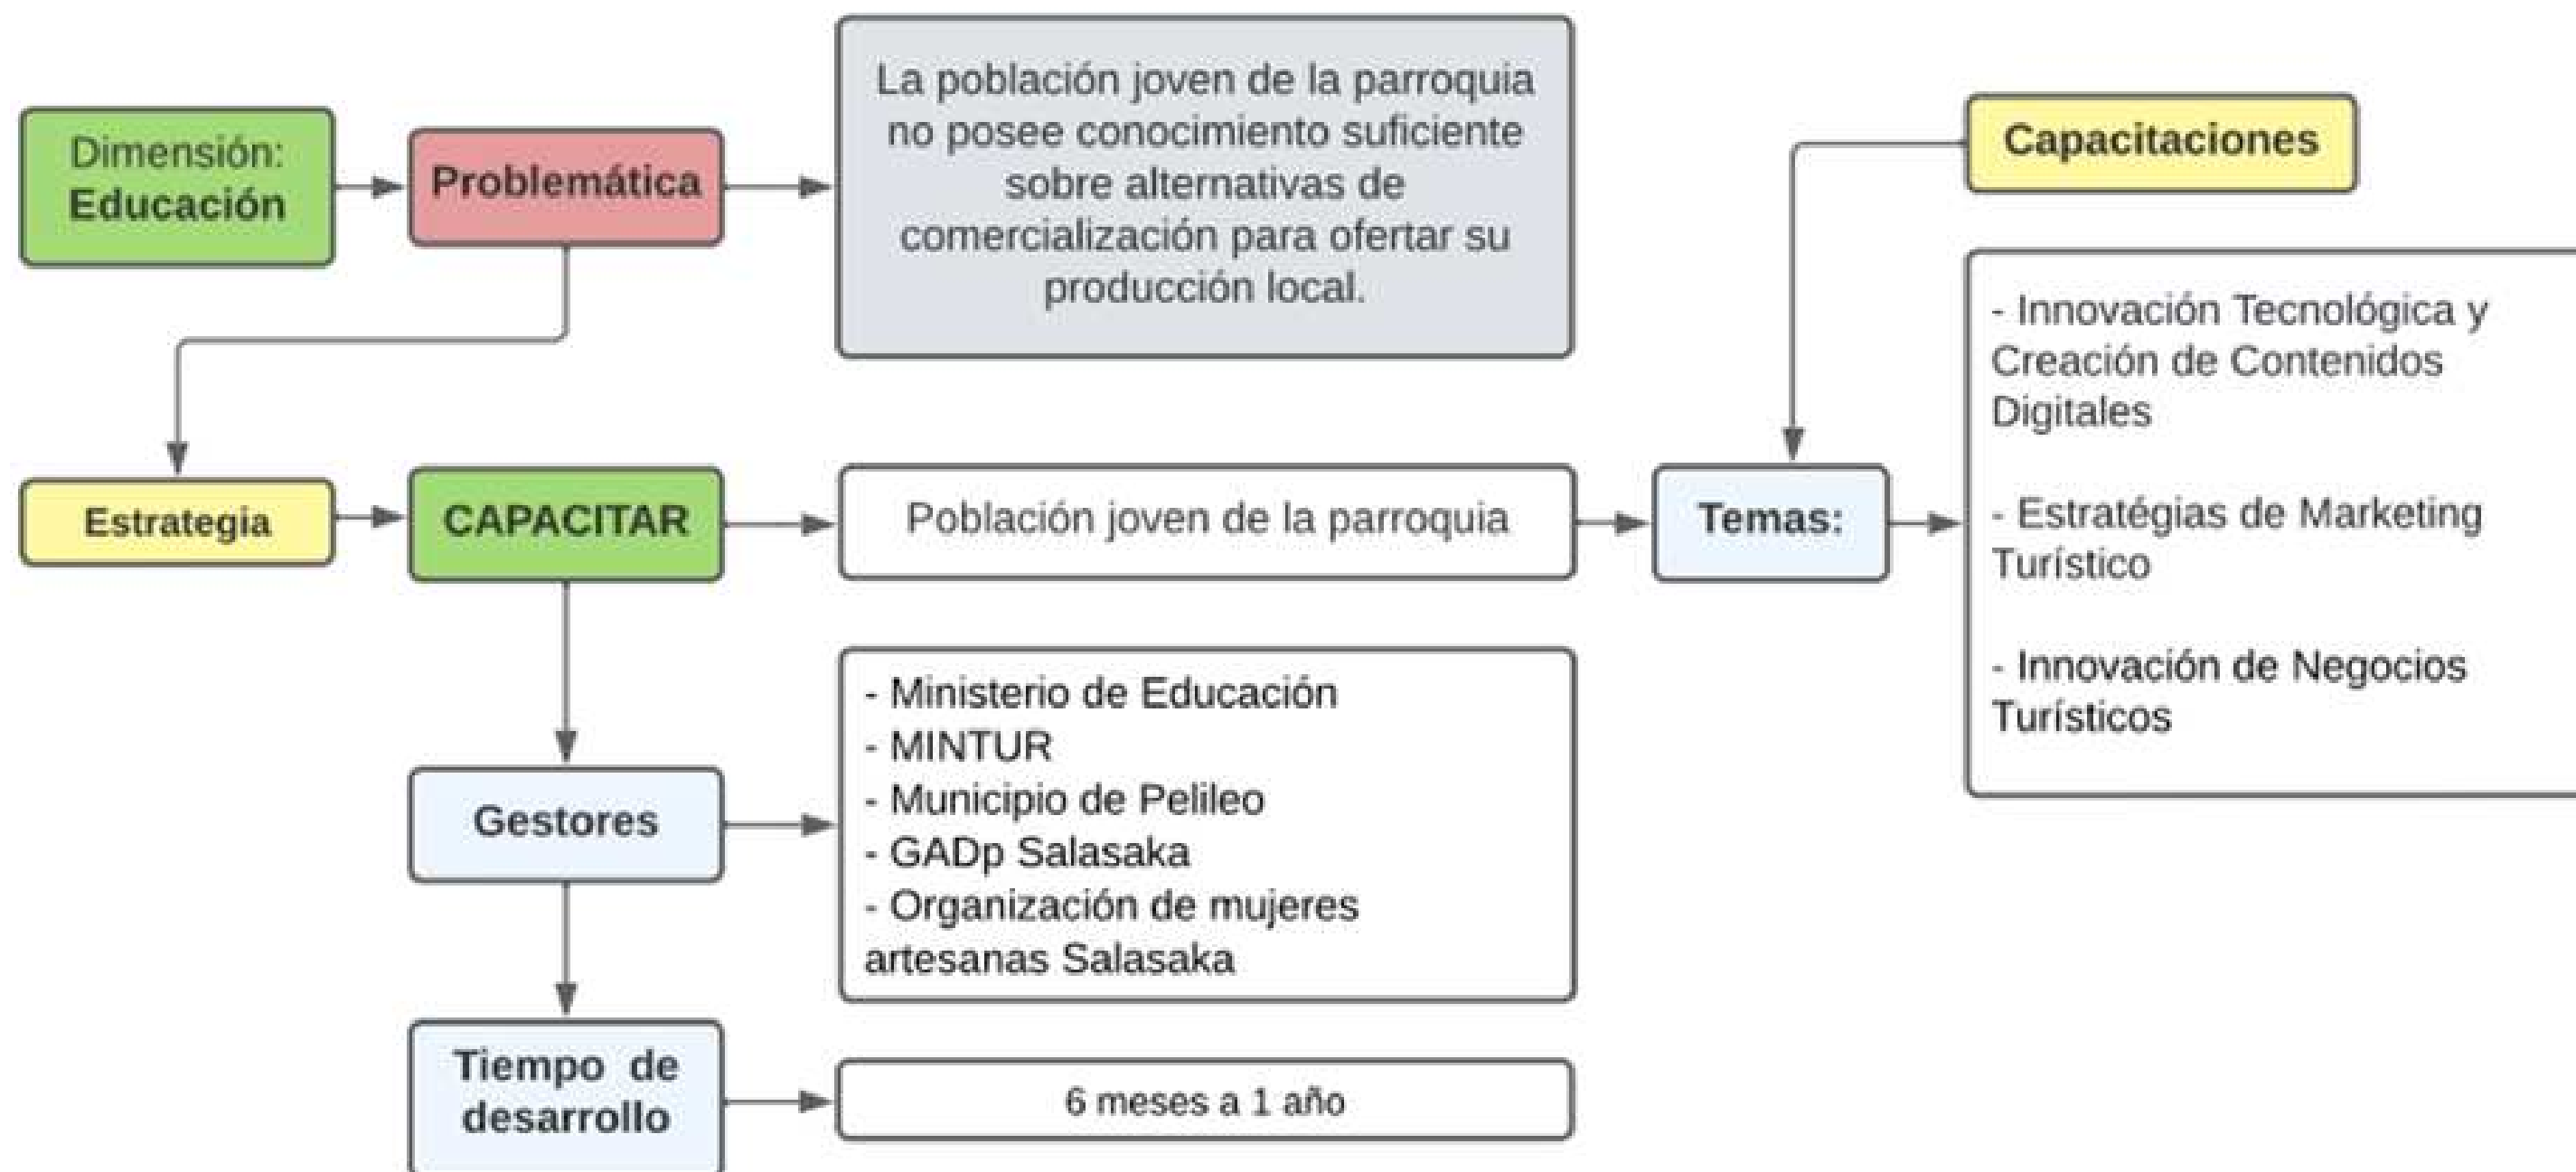 Dimensión:
Educación
Problemática
La población joven de la parroquia
no posee conocimiento suficiente
sobre alternativas de
comercialización para ofertar su
producción local.
Capacitaciones
Estrategia
CAPACITAR
Población joven de la parroquia
Temas:
- Innovación Tecnológica y
Creación de Contenidos
Digitales
- Estratégias de Marketing
Turístico
- Innovación de Negocios
Turísticos
Gestores
- Ministerio de Educación
- MINTUR
- Municipio de Pelileo
- GADp Salasaka
- Organización de mujeres
artesanas Salasaka
Tiempo de
desarrollo
6 meses a 1 año